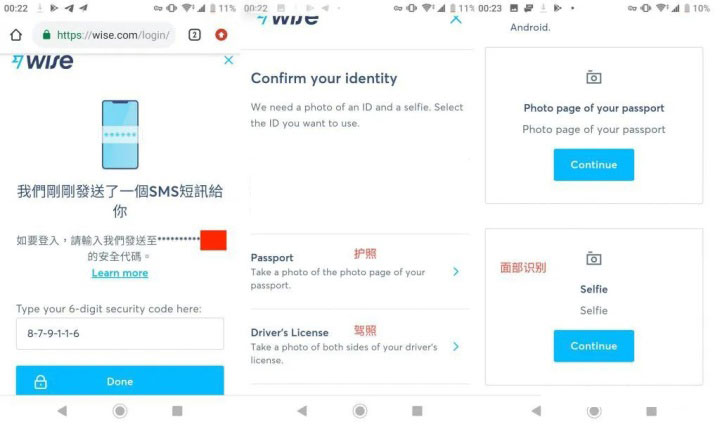 00:22
11%
https://wise.com/login/
2
wise
我們剛剛發送了一個SMS短訊給
你
如要登入，請輸入我們發送至**********
的安全代碼。
Learn more
Type your 6-digit security code here:
8-7-9-1-1-6
Done
00:22
11%
wise
Confirm your identity
We need a photo of an ID and a selfie. Select
the ID you want to use.
Passport
护照
Take a photo of the photo page of your
passport.
Driver's License
驾照
Take a photo of both sides of your driver's
license.
00:23
10%
Android.
Photo page of your passport
Photo page of your passport
Continue
面部识别
Selfie
Selfie
Continue